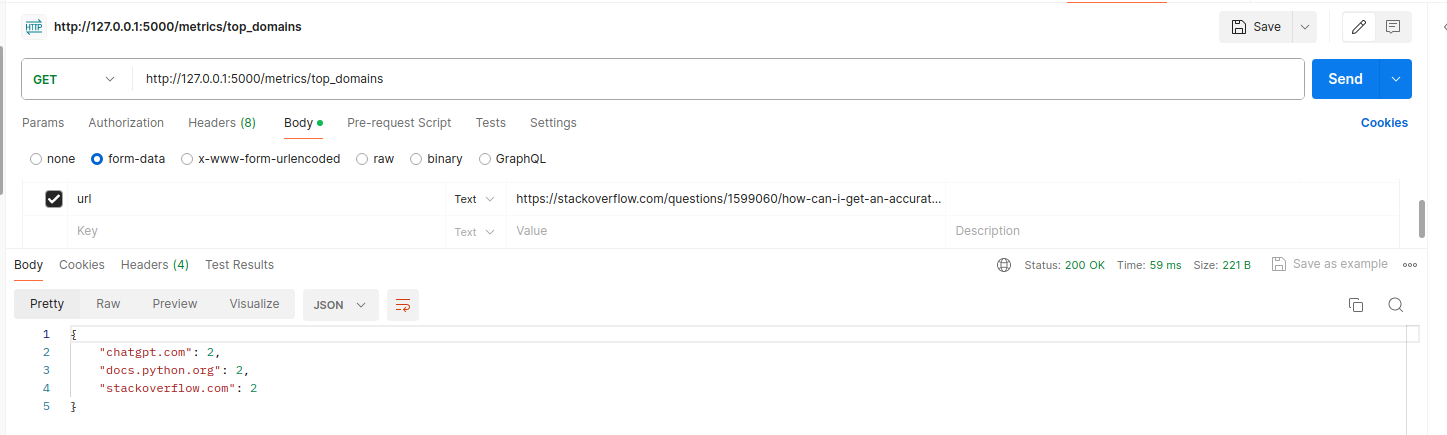 HTTP http://127.0.0.1:5000/metrics/top_domains Save
GET http://127.0.0.1:5000/metrics/top_domains Send
Params Authorization Headers (8) Body Pre-request Script Tests Settings Cookies
none form-data x-www-form-urlencoded raw binary GraphQL
url Text https://stackoverflow.com/questions/1599060/how-can-i-get-an-accurat...
Key Text Value Description
Body Cookies Headers (4) Test Results Status: 200 OK Time: 59 ms Size: 221 B Save as example
Pretty Raw Preview Visualize JSON
1 {
2 "chatgpt.com": 2,
3 "docs.python.org": 2,
4 "stackoverflow.com": 2
5 }